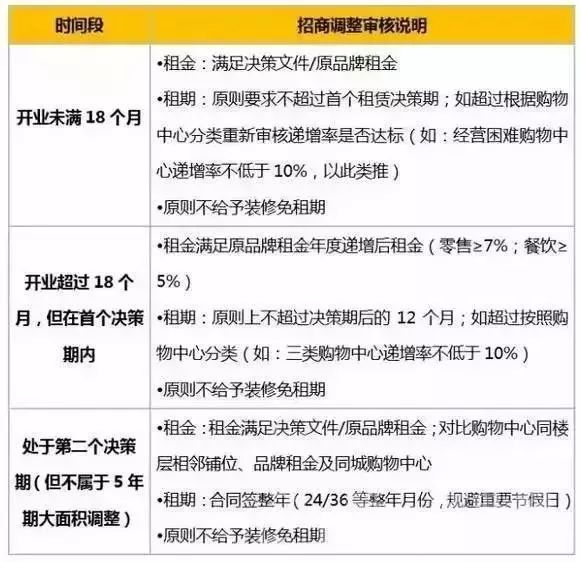 时间段
招商调整审核说明
开业未满 18 个月
•租金：满足决策文件/原品牌租金
•租期：原则要求不超过首个租赁决策期；如超过根据购物
中心分类重新审核递增率是否达标（如：经营困难购物中
心递增率不低于 10%，以此类推）
•原则不给予装修免租期
开业超过 18 个
月，但在首个决策
期内
•租金满足原品牌租金年度递增后租金（零售≥7%；餐饮≥
5%）
•租期：原则上不超过决策期后的 12 个月；如超过按照购
物中心分类（如：三类购物中心递增率不低于 10%）
•原则不给予装修免租期
处于第二个决策
期（但不属于 5 年
期大面积调整）
•租金：租金满足决策文件/原品牌租金；对比购物中心同楼
层相邻铺位、品牌租金及同城购物中心
•租期：合同签整年（24/36 等整年月份，规避重要节假日）
•原则不给予装修免租期